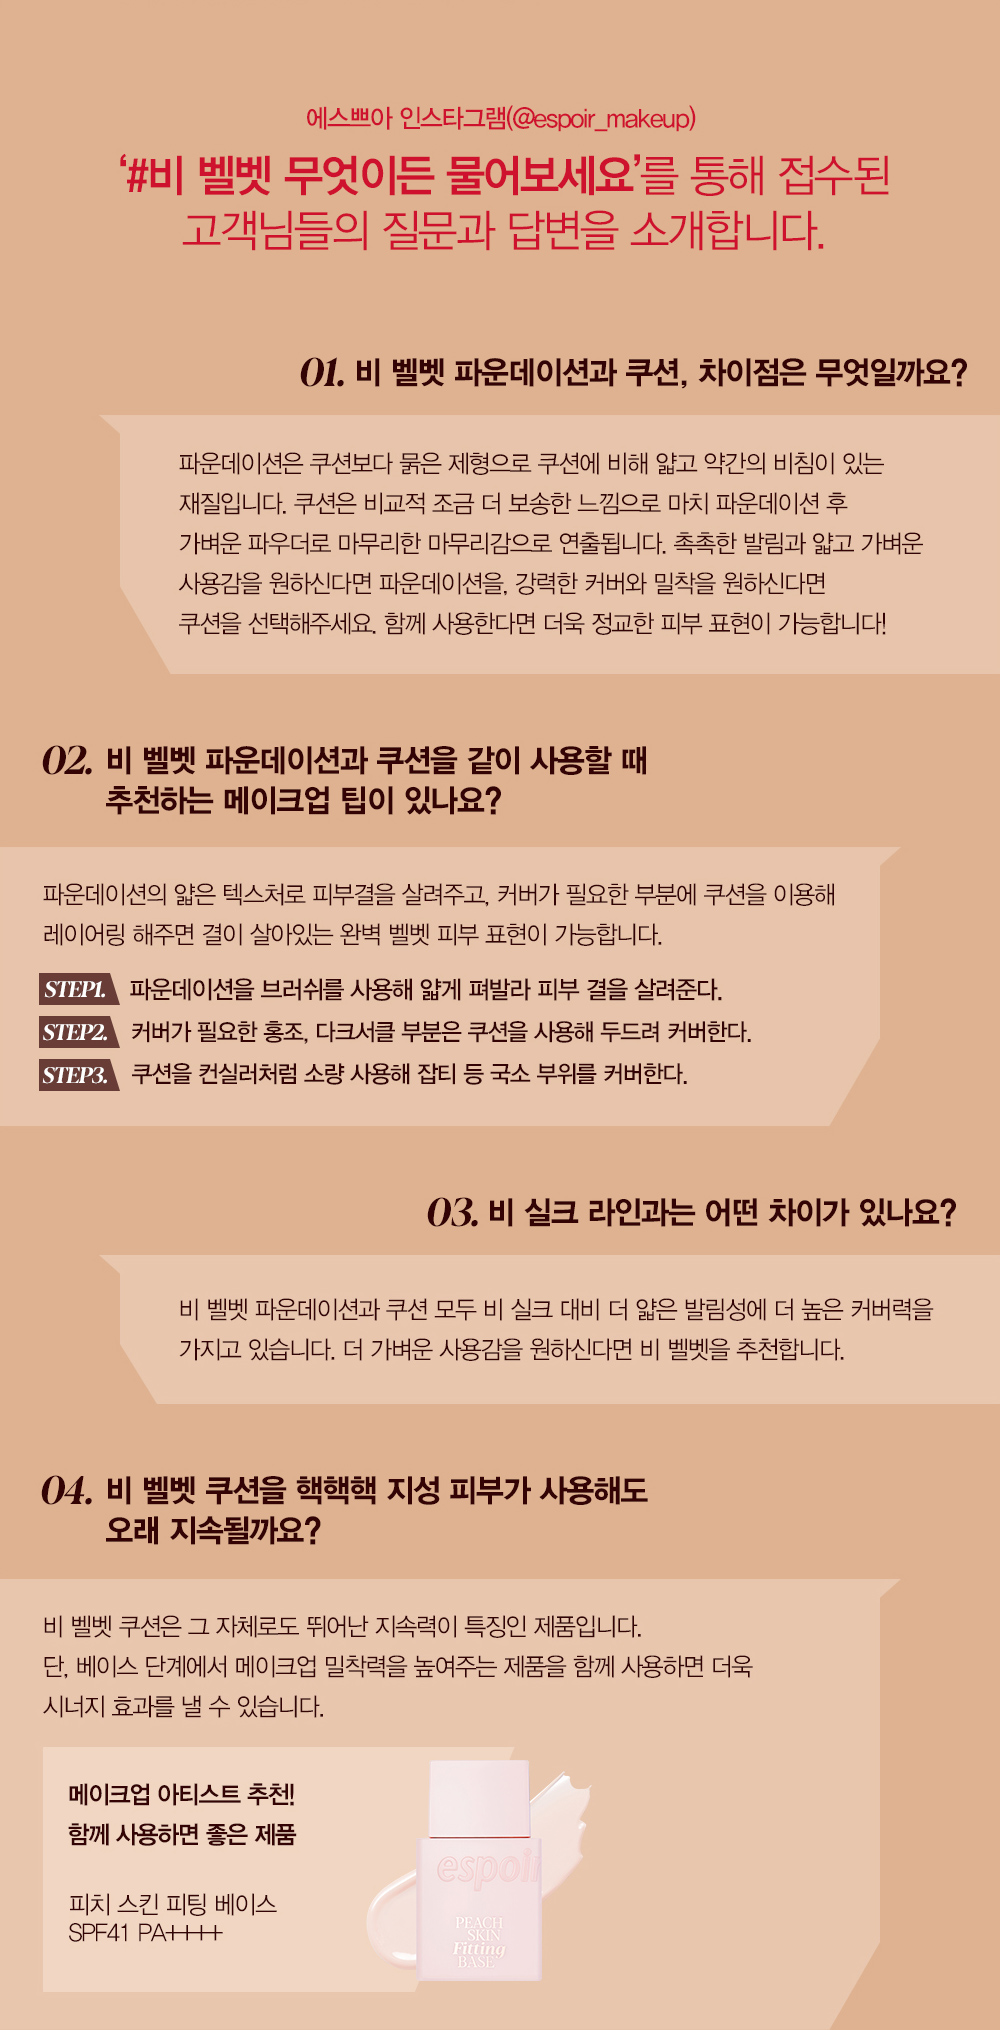 에스쁘아 인스타그램(@espoir_makeup)
‘#비 벨벳 무엇이든 물어보세요’를 통해 접수된
고객님들의 질문과 답변을 소개합니다.
01. 비 벨벳 파운데이션과 쿠션, 차이점은 무엇일까요?
파운데이션은 쿠션보다 묽은 제형으로 쿠션에 비해 얇고 약간의 비침이 있는
재질입니다. 쿠션은 비교적 조금 더 보송한 느낌으로 마치 파운데이션 후
가벼운 파우더로 마무리한 마무리감으로 연출됩니다. 촉촉한 발림과 얇고 가벼운
사용감을 원하신다면 파운데이션을, 강력한 커버와 밀착을 원하신다면
쿠션을 선택해주세요. 함께 사용한다면 더욱 정교한 피부 표현이 가능합니다!
02. 비 벨벳 파운데이션과 쿠션을 같이 사용할 때
추천하는 메이크업 팁이 있나요?
파운데이션의 얇은 텍스처로 피부결을 살려주고, 커버가 필요한 부분에 쿠션을 이용해
레이어링 해주면 결이 살아있는 완벽 벨벳 피부 표현이 가능합니다.
STEP1. 파운데이션을 브러쉬를 사용해 얇게 펴발라 피부 결을 살려준다.
STEP2. 커버가 필요한 홍조, 다크서클 부분은 쿠션을 사용해 두드려 커버한다.
STEP3. 쿠션을 컨실러처럼 소량 사용해 잡티 등 국소 부위를 커버한다.
03. 비 실크 라인과는 어떤 차이가 있나요?
비 벨벳 파운데이션과 쿠션 모두 비 실크 대비 더 얇은 발림성에 더 높은 커버력을
가지고 있습니다. 더 가벼운 사용감을 원하신다면 비 벨벳을 추천합니다.
04. 비 벨벳 쿠션을 핵핵핵 지성 피부가 사용해도
오래 지속될까요?
비 벨벳 쿠션은 그 자체로도 뛰어난 지속력이 특징인 제품입니다.
단, 베이스 단계에서 메이크업 밀착력을 높여주는 제품을 함께 사용하면 더욱
시너지 효과를 낼 수 있습니다.
메이크업 아티스트 추천!
함께 사용하면 좋은 제품
피치 스킨 피팅 베이스
SPF41 PA++++
espoir
PEACH
SKIN
Fitting
BASE